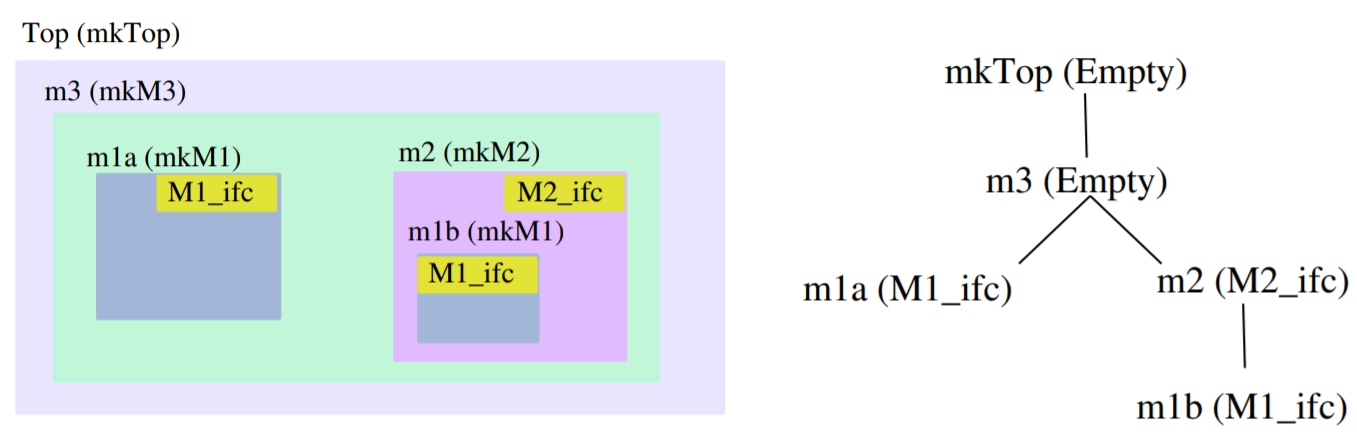 Top (mkTop)
m3 (mkM3)
m1a (mkM1)
M1_ifc
m2 (mkM2)
M2_ifc
m1b (mkM1)
M1_ifc
mkTop (Empty)
m3 (Empty)
m1a (M1_ifc)
m2 (M2_ifc)
m1b (M1_ifc)